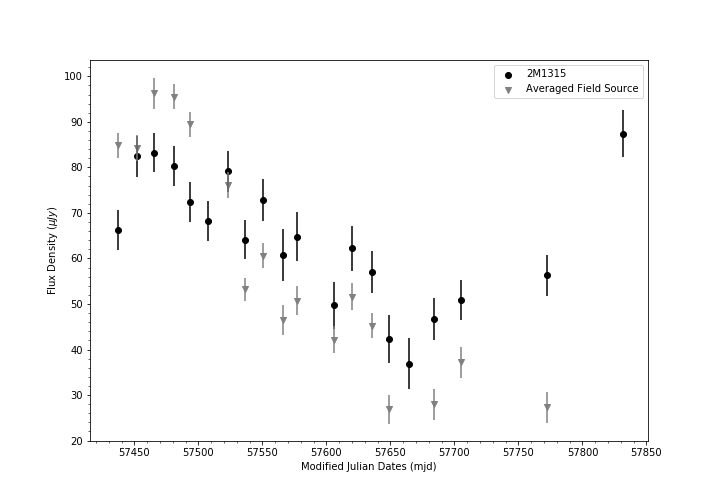 2M1315
Averaged Field Source
100
90
80
70
60
50
40
30
20
Flux Density (μJy)
57450 57500 57550 57600 57650 57700 57750 57800 57850
Modified Julian Dates (mjd)